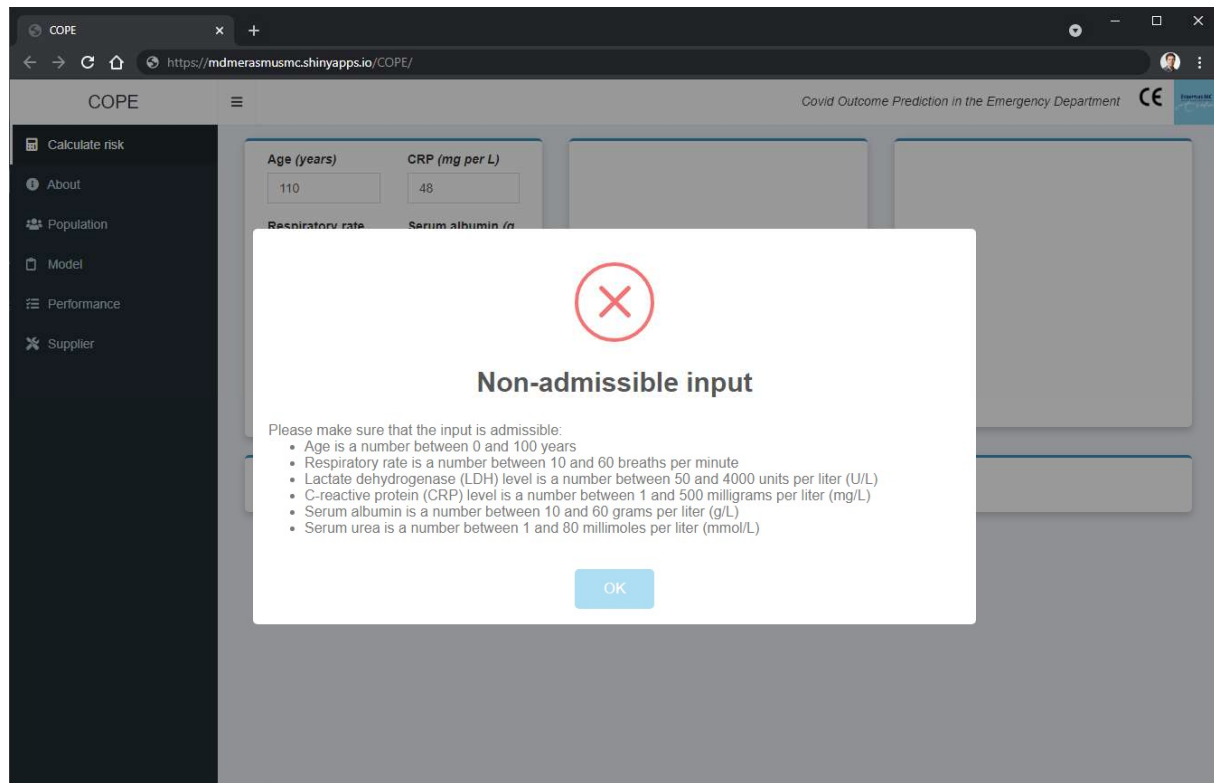 COPE
https://mdmerasmusmc.shinyapps.io/COPE/
COPE
Covid Outcome Prediction in the Emergency Department
CE
Erasmus MC
Calculate risk
About
Population
Model
Performance
Supplier
Age (years) CRP (mg per L)
110 48
Respiratory rate Serum albumin (g
Non-admissible input
Please make sure that the input is admissible:
• Age is a number between 0 and 100 years
• Respiratory rate is a number between 10 and 60 breaths per minute
• Lactate dehydrogenase (LDH) level is a number between 50 and 4000 units per liter (U/L)
• C-reactive protein (CRP) level is a number between 1 and 500 milligrams per liter (mg/L)
• Serum albumin is a number between 10 and 60 grams per liter (g/L)
• Serum urea is a number between 1 and 80 millimoles per liter (mmol/L)
OK